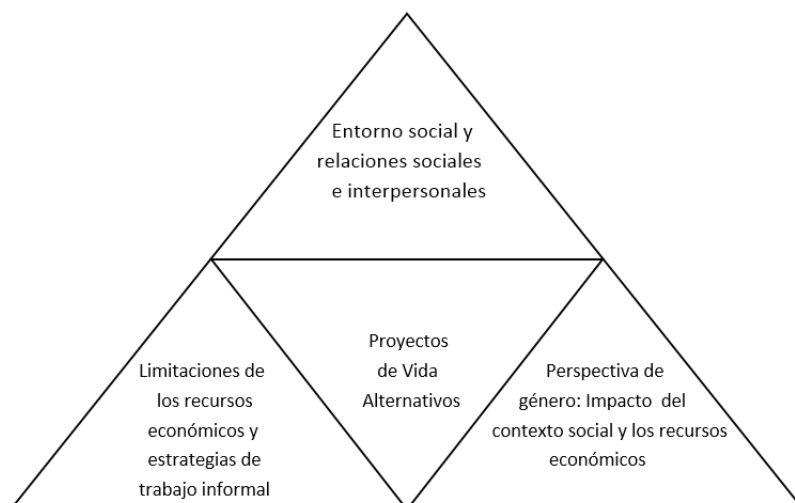 Entorno social y
relaciones sociales
e interpersonales
Proyectos
de Vida
Alternativos
Limitaciones de
los recursos
económicos y
estrategias de
trabajo informal
Perspectiva de
género: Impacto del
contexto social y los recursos
económicos